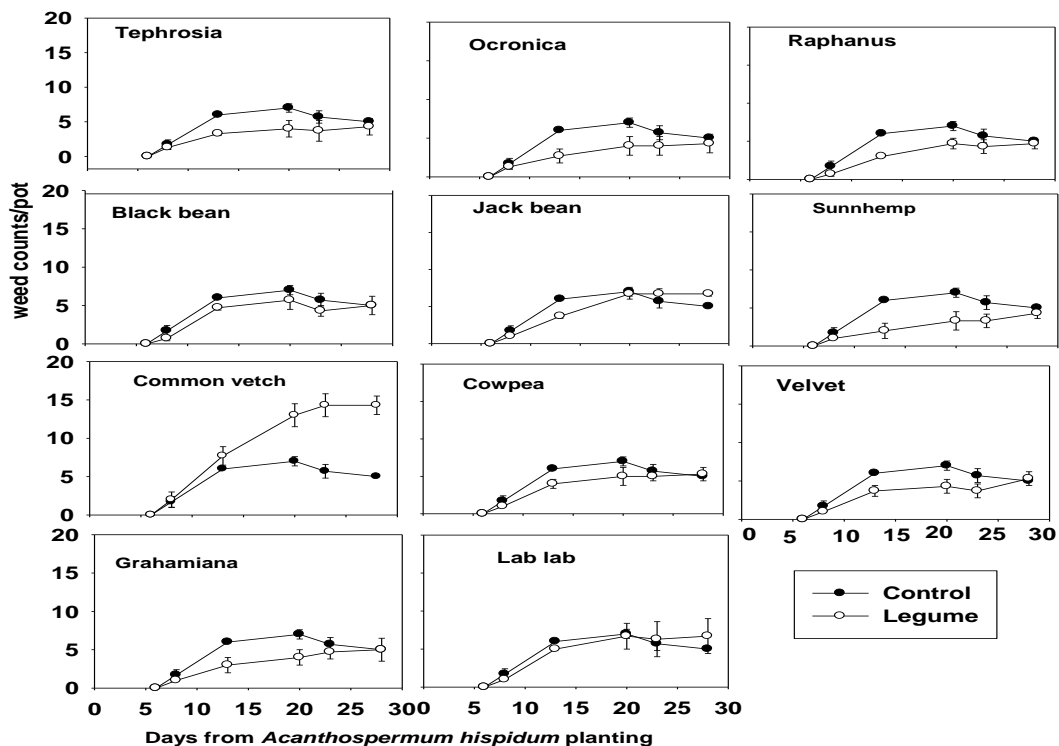 20
15
10
5
0
Tephrosia
Ocronica
Raphanus
weed counts/pot
20
15
10
5
0
Black bean
Jack bean
Sunnhemp
20
15
10
5
0
Common vetch
Cowpea
Velvet
0 5 10 15 20 25 30
20
15
10
5
0
Grahamiana
Lab lab
Control
Legume
0 5 10 15 20 25 30
0 5 10 15 20 25 30
Days from Acanthospermum hispidum planting